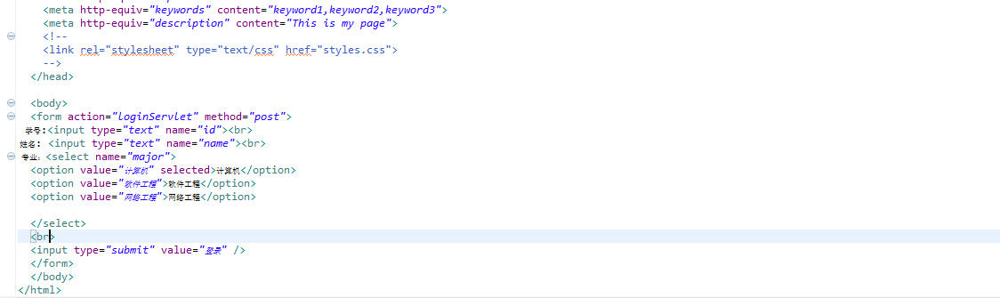 <meta http-equiv="keywords" content="keyword1,keyword2,keyword3">
<meta http-equiv="description" content="This is my page">
<!--
<link rel="stylesheet" type="text/css" href="styles.css">
-->
</head>
<body>
<form action="loginServlet" method="post">
学号:<input type="text" name="id"><br>
姓名: <input type="text" name="name"><br>
专业: <select name="major">
<option value="计算机" selected>计算机</option>
<option value="软件工程">软件工程</option>
<option value="网络工程">网络工程</option>
</select>
<br>
<input type="submit" value="登录" />
</form>
</body>
</html>